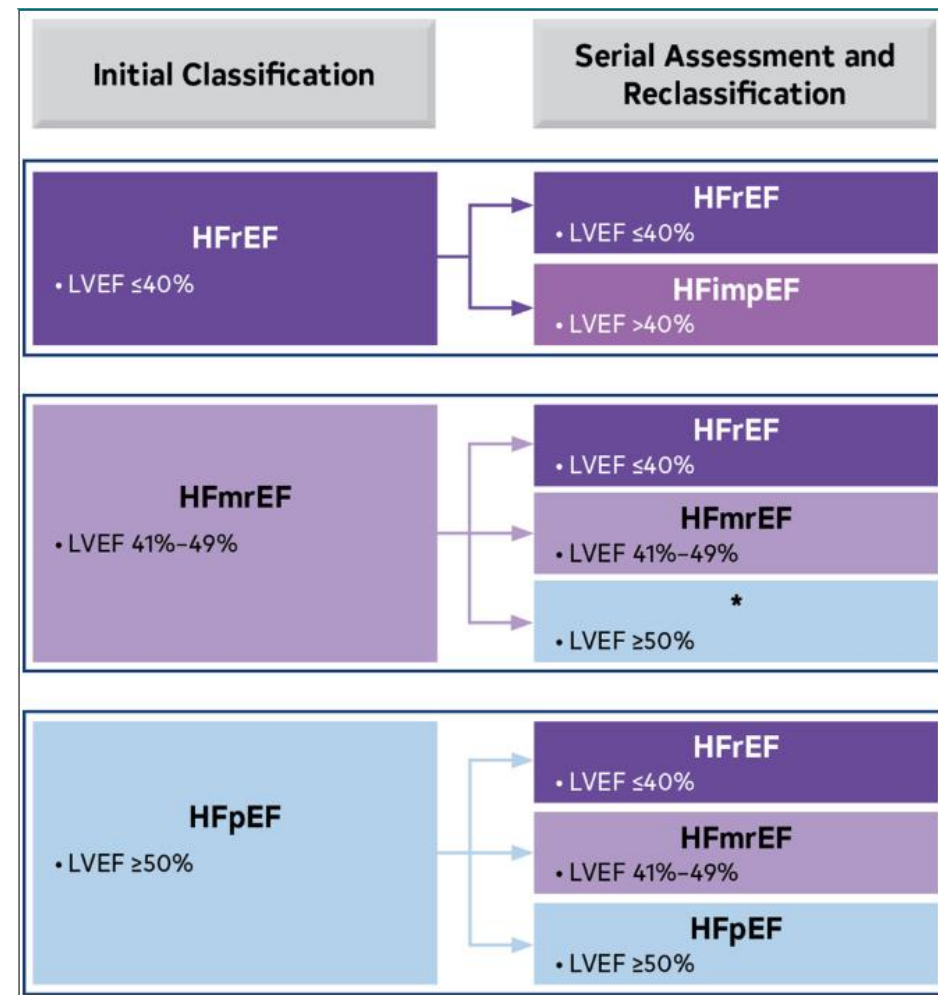 Initial Classification
Serial Assessment and
Reclassification
HFrEF
• LVEF ≤40%
HFrEF
• LVEF ≤40%
HFimpEF
• LVEF >40%
HFmrEF
• LVEF 41%–49%
HFrEF
• LVEF ≤40%
HFmrEF
• LVEF 41%–49%
*
• LVEF ≥50%
HFpEF
• LVEF ≥50%
HFrEF
• LVEF ≤40%
HFmrEF
• LVEF 41%–49%
HFpEF
• LVEF ≥50%